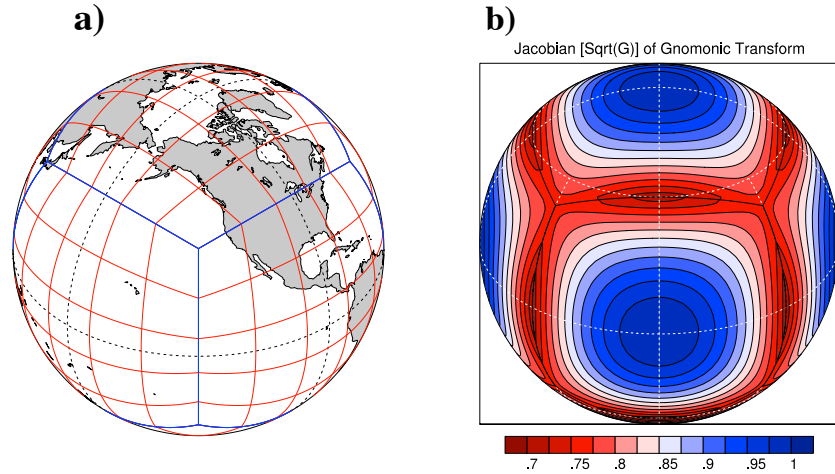 a)
b)
Jacobian [Sqrt(G)] of Gnomonic Transform
.7 .75 .8 .85 .9 .95 1